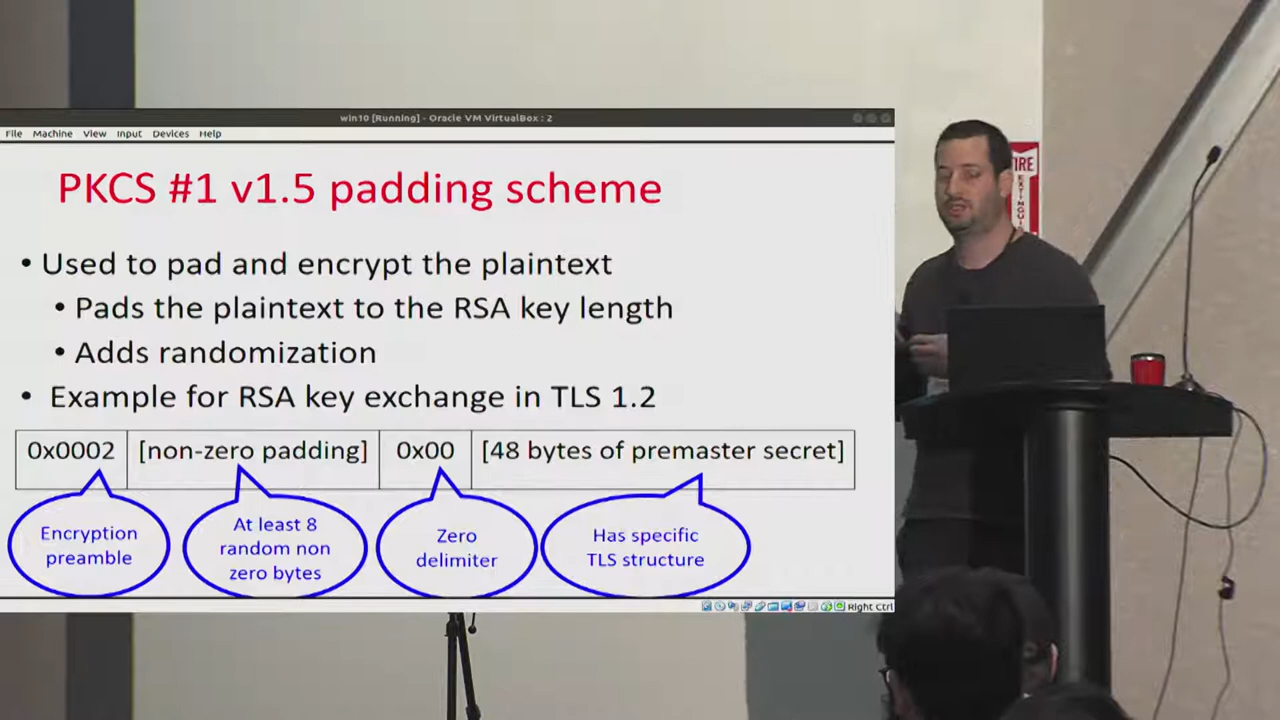 win10 [Running] - Oracle VM VirtualBox : 2
File Machine View Input Devices Help
PKCS #1 v1.5 padding scheme
• Used to pad and encrypt the plaintext
• Pads the plaintext to the RSA key length
• Adds randomization
• Example for RSA key exchange in TLS 1.2
0x0002 [non-zero padding] 0x00 [48 bytes of premaster secret]
Encryption
preamble
At least 8
random non
zero bytes
Zero
delimiter
Has specific
TLS structure
Right Ctrl
FIRE